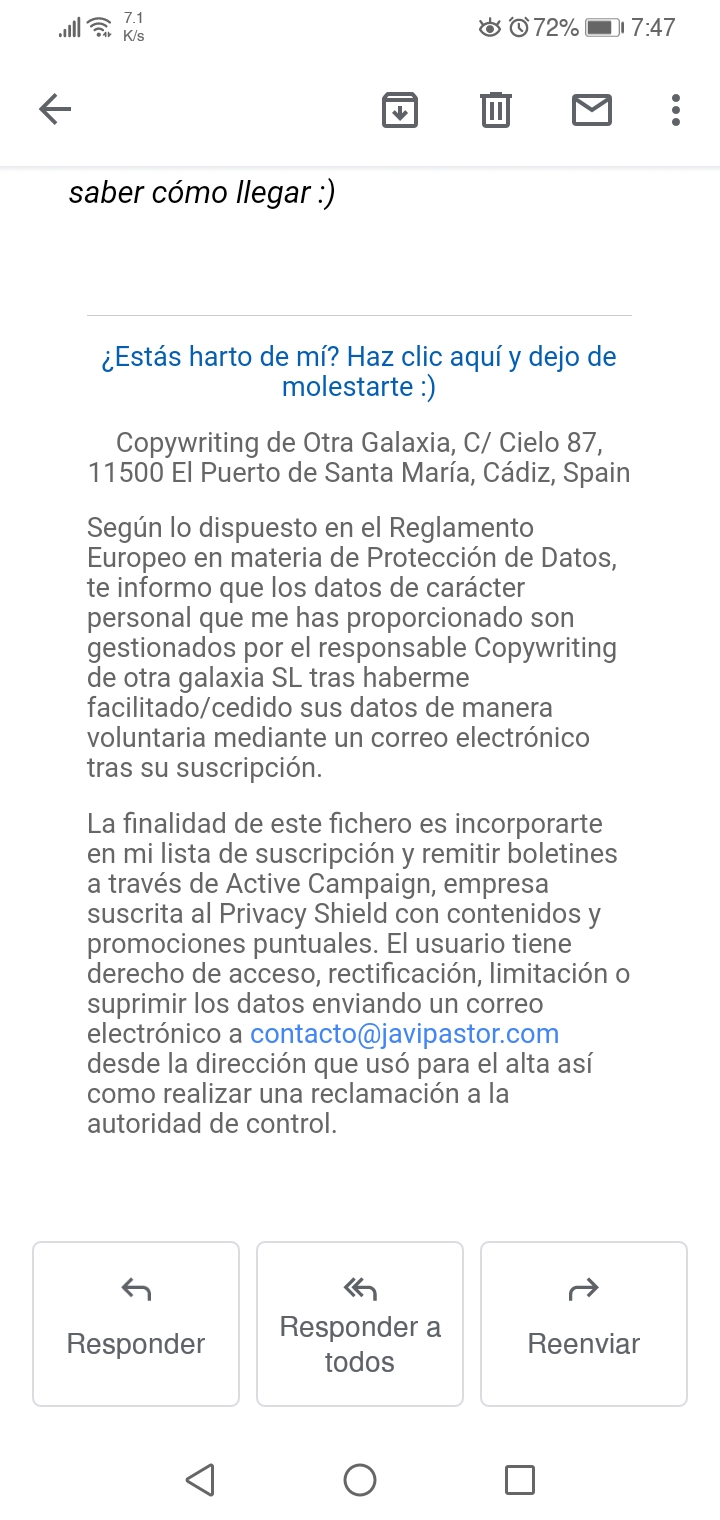 7.1
K/s
72%
7:47
saber cómo llegar :)
¿Estás harto de mí? Haz clic aquí y dejo de
molestarte :)
Copywriting de Otra Galaxia, C/ Cielo 87,
11500 El Puerto de Santa María, Cádiz, Spain
Según lo dispuesto en el Reglamento
Europeo en materia de Protección de Datos,
te informo que los datos de carácter
personal que me has proporcionado son
gestionados por el responsable Copywriting
de otra galaxia SL tras haberme
facilitado/cedido sus datos de manera
voluntaria mediante un correo electrónico
tras su suscripción.
La finalidad de este fichero es incorporarte
en mi lista de suscripción y remitir boletines
a través de Active Campaign, empresa
suscrita al Privacy Shield con contenidos y
promociones puntuales. El usuario tiene
derecho de acceso, rectificación, limitación o
suprimir los datos enviando un correo
electrónico a contacto@javipastor.com
desde la dirección que usó para el alta así
como realizar una reclamación a la
autoridad de control.
Responder
Responder a
todos
Reenviar